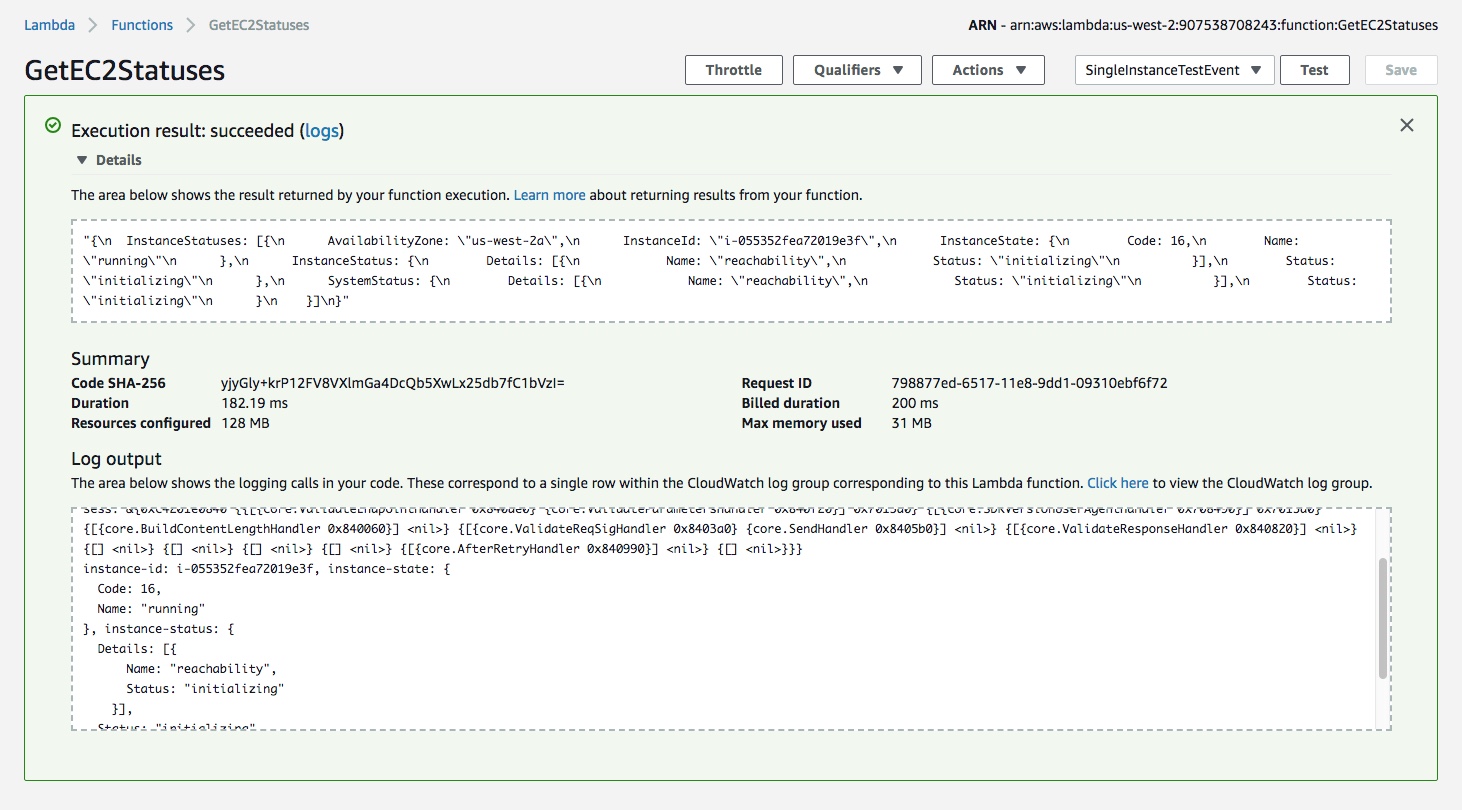 Lambda > Functions > GetEC2Statuses
ARN - arn:aws:lambda:us-west-2:907538708243:function:GetEC2Statuses
GetEC2Statuses
Throttle
Qualifiers
Actions
SingleInstanceTestEvent
Test
Save
Execution result: succeeded (logs)
Details
The area below shows the result returned by your function execution. Learn more about returning results from your function.
"{\n  InstanceStatuses: [{\n      AvailabilityZone: \"us-west-2a\",\n      InstanceId: \"i-055352fea72019e3f\",\n      InstanceState: {\n        Code: 16,\n        Name:
\"running\"\n      },\n      InstanceStatus: {\n        Details: [{\n            Name: \"reachability\",\n            Status: \"initializing\"\n          }],\n        Status:
\"initializing\"\n      },\n      SystemStatus: {\n        Details: [{\n            Name: \"reachability\",\n            Status: \"initializing\"\n          }],\n        Status:
\"initializing\"\n      }\n    }]\n}"
Summary
Code SHA-256 yjyGly+krP12FV8VXlmGa4DcQb5XwLx25db7fC1bVzI=
Request ID 798877ed-6517-11e8-9dd1-09310ebf6f72
Duration 182.19 ms
Billed duration 200 ms
Resources configured 128 MB
Max memory used 31 MB
Log output
The area below shows the logging calls in your code. These correspond to a single row within the CloudWatch log group corresponding to this Lambda function. Click here to view the CloudWatch log group.
{[{core.BuildContentLengthHandler 0x840060}] <nil>} {[{core.ValidateReqSigHandler 0x8403a0} {core.SendHandler 0x8405b0}] <nil>} {[{core.ValidateResponseHandler 0x840820}] <nil>}
{[] <nil>} {[] <nil>} {[] <nil>} {[] <nil>} {[{core.AfterRetryHandler 0x840990}] <nil>} {[] <nil>}}}
instance-id: i-055352fea72019e3f, instance-state: {
  Code: 16,
  Name: "running"
}, instance-status: {
  Details: [{
      Name: "reachability",
      Status: "initializing"
    }],
  Status: "initializing"